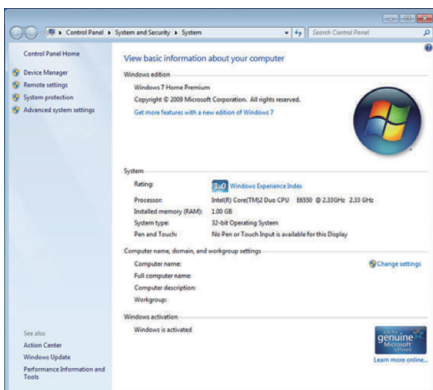 Control Panel ▸ System and Security ▸ System
Search Control Panel
Control Panel Home
Device Manager
Remote settings
System protection
Advanced system settings
View basic information about your computer
Windows edition
Windows 7 Home Premium
Copyright © 2009 Microsoft Corporation. All rights reserved.
Get more features with a new edition of Windows 7
System
Rating: 3.0 Windows Experience Index
Processor: Intel(R) Core(TM)2 Duo CPU E6550 @ 2.33GHz 2.33 GHz
Installed memory (RAM): 1.00 GB
System type: 32-bit Operating System
Pen and Touch: No Pen or Touch Input is available for this Display
Computer name, domain, and workgroup settings
Computer name:
Change settings
Full computer name:
Computer description:
Workgroup:
Windows activation
Windows is activated
genuine
Microsoft
software
Learn more online...
See also
Action Center
Windows Update
Performance Information and
Tools